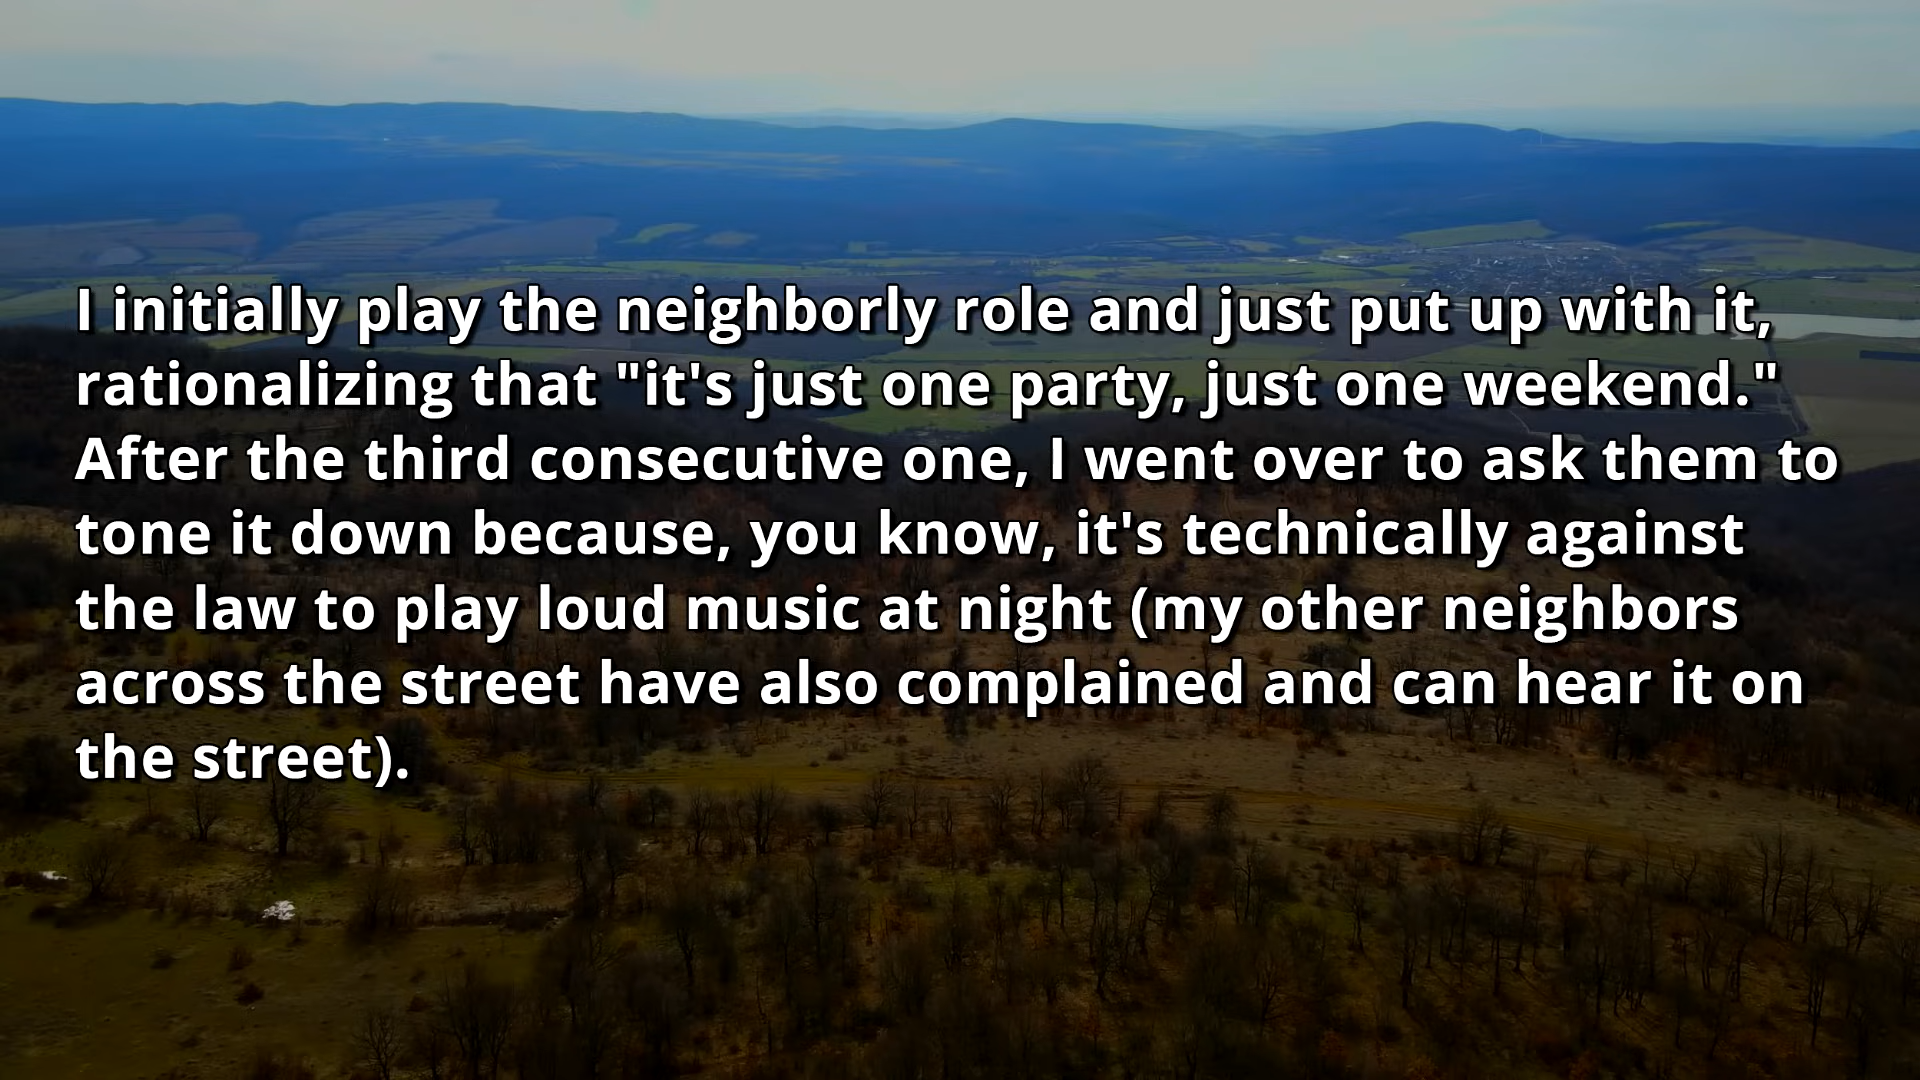 I initially play the neighborly role and just put up with it,
rationalizing that "it's just one party, just one weekend."
After the third consecutive one, I went over to ask them to
tone it down because, you know, it's technically against
the law to play loud music at night (my other neighbors
across the street have also complained and can hear it on
the street).